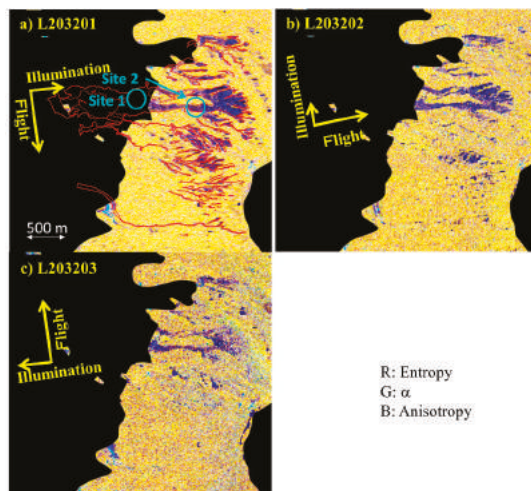 a) L203201
Illumination
Site 2
Site 1
Flight
500 m
b) L203202
Illumination
Flight
c) L203203
Flight
Illumination
R: Entropy
G: α
B: Anisotropy